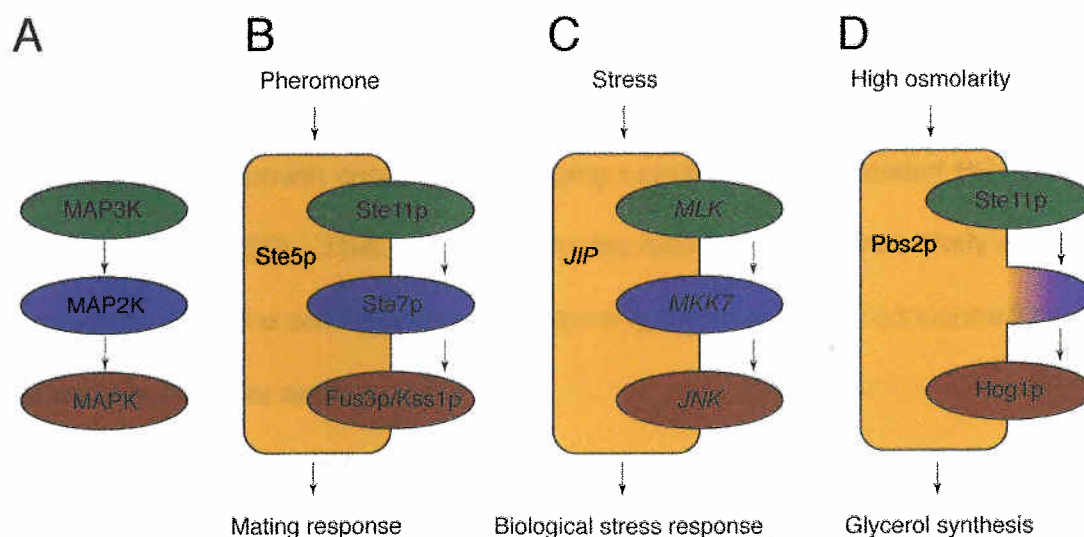 A
B
C
D
Pheromone
Stress
High osmolarity
MAP3K
MAP2K
MAPK
Ste5p
Ste11p
Ste7p
Fus3p/Kss1p
Mating response
JIP
MLK
MKK7
JNK
Biological stress response
Pbs2p
Ste11p
Hog1p
Glycerol synthesis